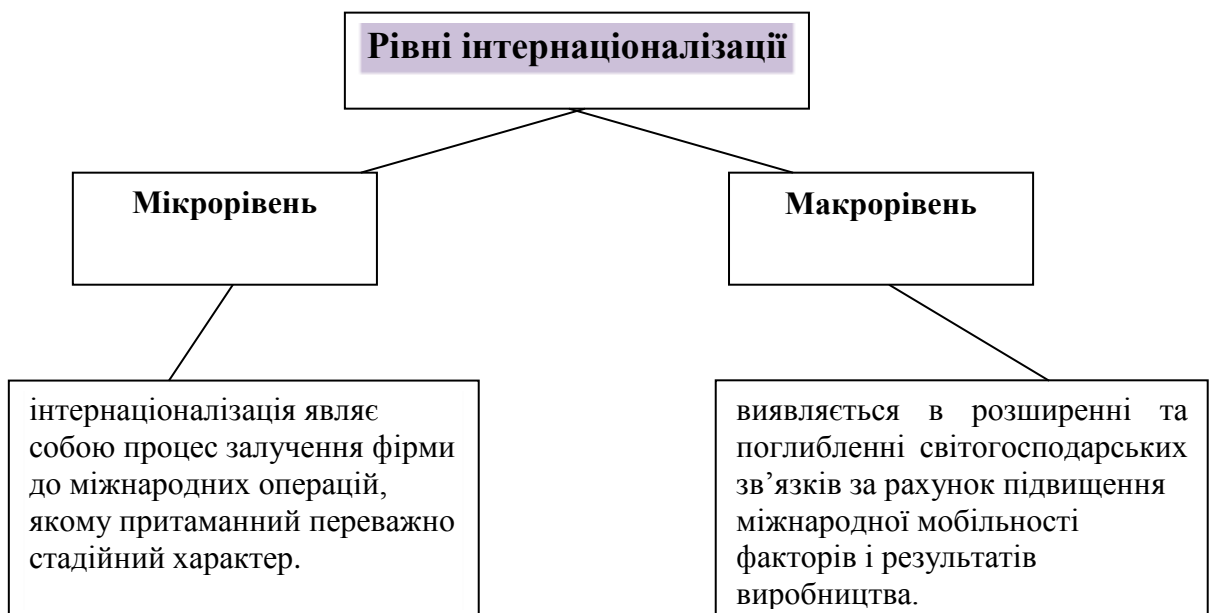 Рівні інтернаціоналізації
Мікрорівень
Макрорівень
інтернаціоналізація являє
собою процес залучення фірми
до міжнародних операцій,
якому притаманний переважно
стадійний характер.
виявляється в розширенні та
поглибленні світогосподарських
зв’язків за рахунок підвищення
міжнародної мобільності
факторів і результатів
виробництва.